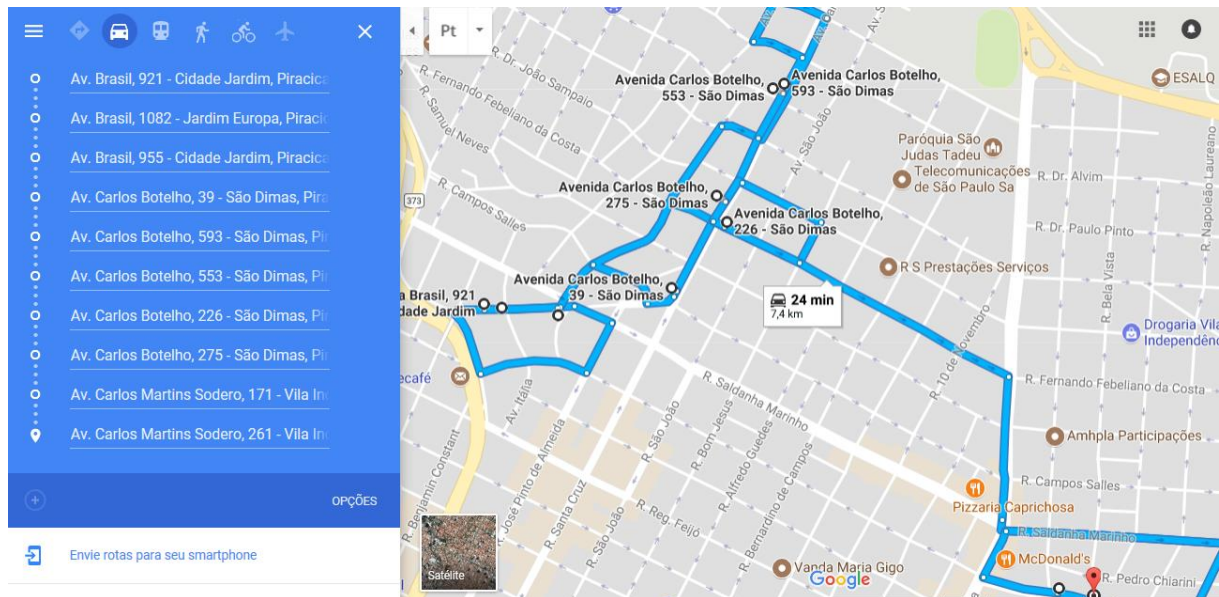 Av. Brasil, 921 - Cidade Jardim, Piracica
Av. Brasil, 1082 - Jardim Europa, Piracic
Av. Brasil, 955 - Cidade Jardim, Piracica
Av. Carlos Botelho, 39 - São Dimas, Pira
Av. Carlos Botelho, 593 - São Dimas, Pir
Av. Carlos Botelho, 553 - São Dimas, Pi
Av. Carlos Botelho, 226 - São Dimas, Pi
Av. Carlos Botelho, 275 - São Dimas, Pi
Av. Carlos Martins Sodero, 171 - Vila In
Av. Carlos Martins Sodero, 261 - Vila In
OPÇÕES
Envie rotas para seu smartphone
Pt
R. Dr. João Sampaio
R. Fernando Febeliano da Costa
R. Samuel Neves
Avenida Carlos Botelho,
553 - São Dimas
Avenida Carlos Botelho,
593 - São Dimas
ESALQ
Av. São João
Paróquia São
Judas Tadeu
Telecomunicações
de São Paulo Sa
R. Dr. Alvim
R. Napoleão Laureano
373
R. Campos Salles
Avenida Carlos Botelho,
275 - São Dimas
Avenida Carlos Botelho,
226 - São Dimas
R. Dr. Paulo Pinto
R. Bela Vista
R S Prestações Serviços
Avenida Carlos Botelho,
39 - São Dimas
a Brasil, 921
dade Jardim
24 min
7,4 km
R. 10 de Novembro
Drogaria Vila
Independênc
ecafé
Av. Itália
R. Saldanha Marinho
R. Fernando Febeliano da Costa
R. São João
R. Bom Jesus
R. Alfredo Guedes
R. Bernardino de Campos
Amhpla Participações
R. Benjamin Constant
R. José Pinto de Almeida
R. Santa Cruz
R. São João
R. Reg. Feijó
R. Campos Salles
Pizzaria Caprichosa
R. Saldanha Marinho
McDonald's
Vanda Maria Gigo
R. Pedro Chiarini
Satélite
Google